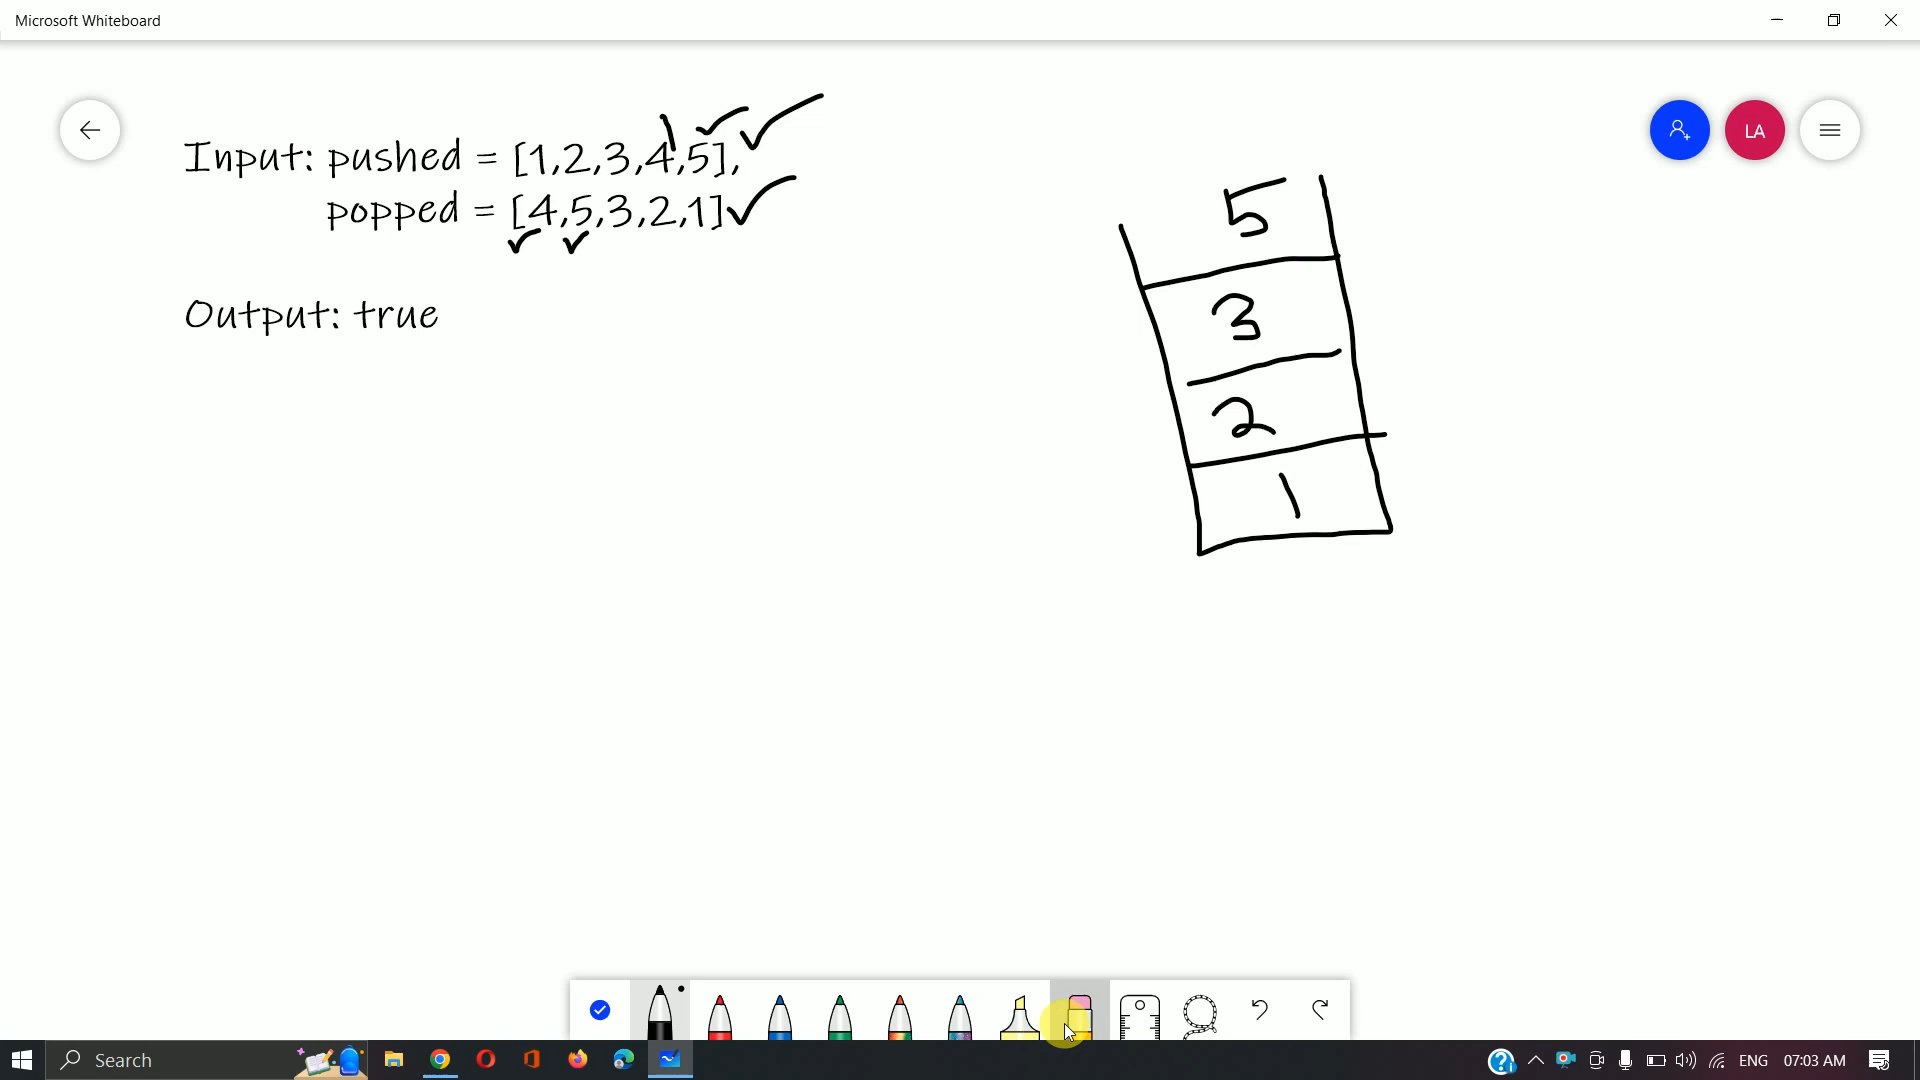 Microsoft Whiteboard
LA
Input: pushed = [1,2,3,4,5],
popped = [4,5,3,2,1]
Output: true
5
3
2
1
Search
ENG
07:03 AM